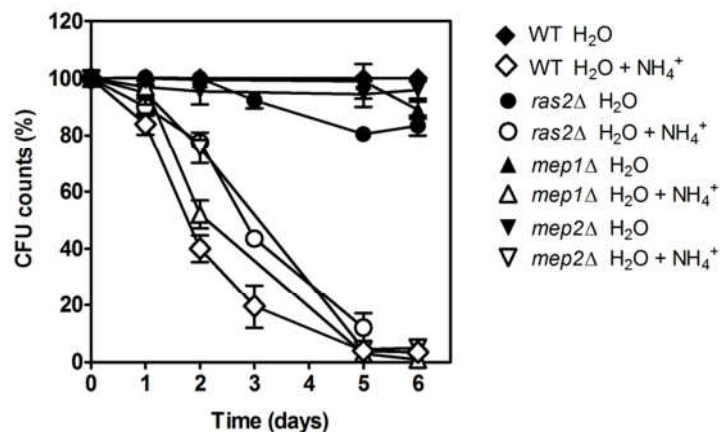 120
100
80
60
40
20
0
CFU counts (%)
0 1 2 3 4 5 6
Time (days)
WT H₂O
WT H₂O + NH₄⁺
ras2Δ H₂O
ras2Δ H₂O + NH₄⁺
mep1Δ H₂O
mep1Δ H₂O + NH₄⁺
mep2Δ H₂O
mep2Δ H₂O + NH₄⁺